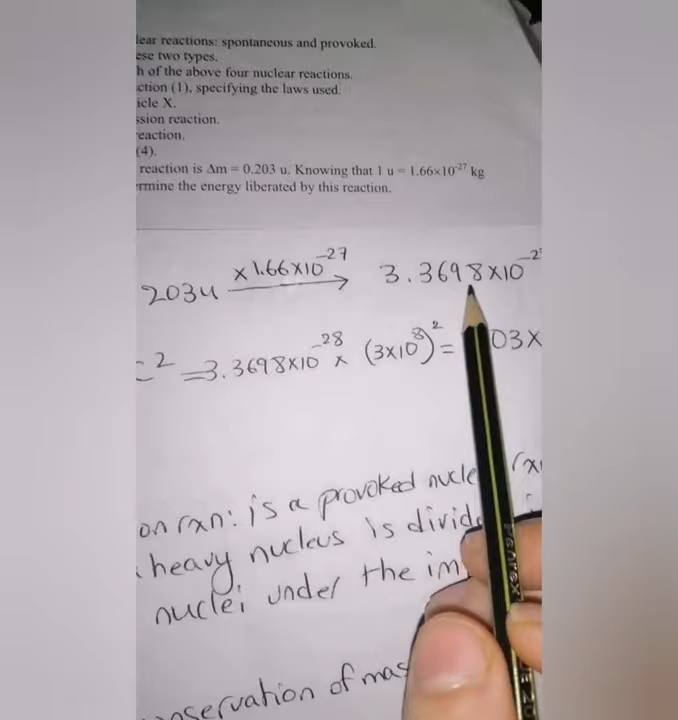 lear reactions: spontaneous and provoked.
ese two types.
h of the above four nuclear reactions.
ction (1), specifying the laws used.
icle X.
ssion reaction.
eaction.
(4).
reaction is Δm = 0.203 u. Knowing that 1 u = 1.66×10⁻²⁷ kg
rmine the energy liberated by this reaction.
203u ×1.66×10⁻²⁷ → 3.3698×10⁻²
c² = 3.3698×10⁻²⁸ × (3×10⁸)² = 03×
on rxn: is a provoked nucle (x
heavy nucleus is divid
nuclei under the im
nservation of mas
Penrex